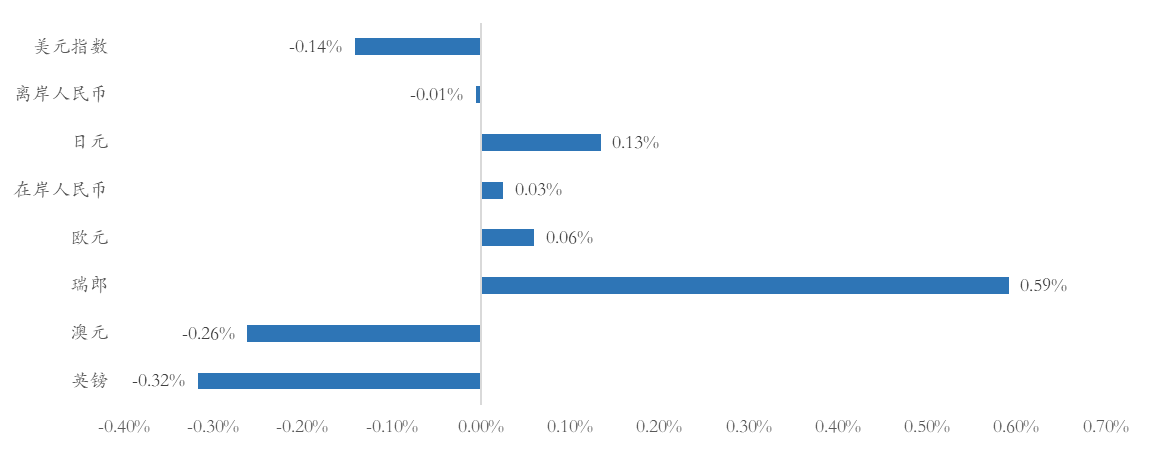 美元指数 -0.14%
离岸人民币 -0.01%
日元 0.13%
在岸人民币 0.03%
欧元 0.06%
瑞郎 0.59%
澳元 -0.26%
英镑 -0.32%
-0.40% -0.30% -0.20% -0.10% 0.00% 0.10% 0.20% 0.30% 0.40% 0.50% 0.60% 0.70%